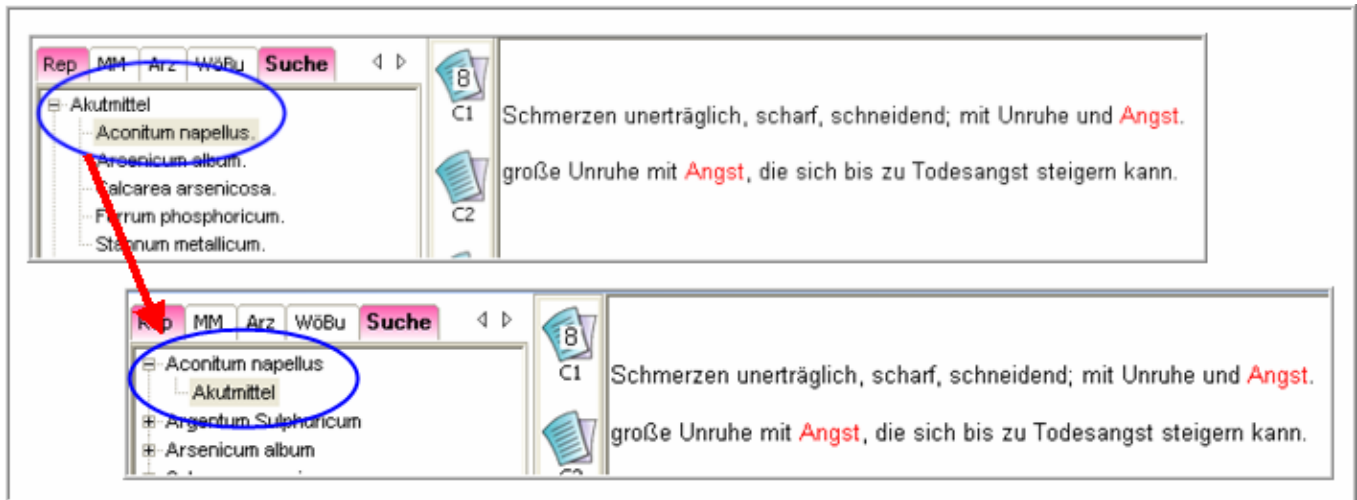 Rep MM Arz WöBu Suche
Akutmittel
Aconitum napellus.
Arsenicum album.
Calcarea arsenicosa.
Ferrum phosphoricum.
Stannum metallicum.
8
C1
C2
Schmerzen unerträglich, scharf, schneidend; mit Unruhe und Angst.
große Unruhe mit Angst, die sich bis zu Todesangst steigern kann.
Rep MM Arz WöBu Suche
Aconitum napellus
Akutmittel
Argentum Sulphuricum
Arsenicum album
8
C1
Schmerzen unerträglich, scharf, schneidend; mit Unruhe und Angst.
große Unruhe mit Angst, die sich bis zu Todesangst steigern kann.